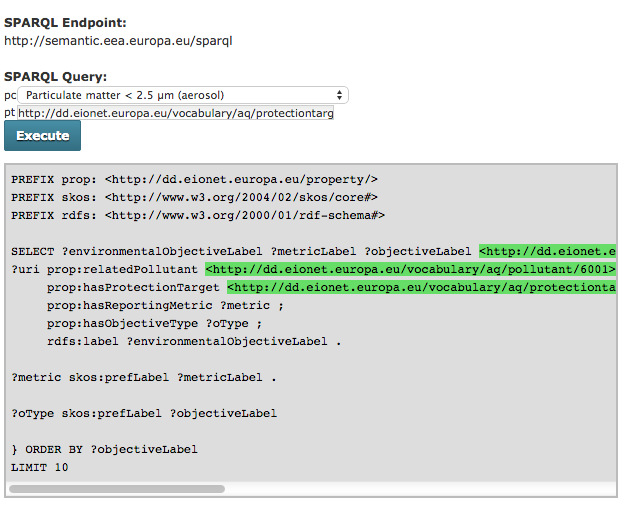 SPARQL Endpoint:
http://semantic.eea.europa.eu/sparql
SPARQL Query:
pc Particulate matter < 2.5 µm (aerosol)
pt http://dd.eionet.europa.eu/vocabulary/aq/protectiontarg
Execute
PREFIX prop: <http://dd.eionet.europa.eu/property/>
PREFIX skos: <http://www.w3.org/2004/02/skos/core#>
PREFIX rdfs: <http://www.w3.org/2000/01/rdf-schema#>
SELECT ?environmentalObjectiveLabel ?metricLabel ?objectiveLabel <http://dd.eionet.e
?uri prop:relatedPollutant <http://dd.eionet.europa.eu/vocabulary/aq/pollutant/6001>
prop:hasProtectionTarget <http://dd.eionet.europa.eu/vocabulary/aq/protectionta
prop:hasReportingMetric ?metric ;
prop:hasObjectiveType ?oType ;
rdfs:label ?environmentalObjectiveLabel .
?metric skos:prefLabel ?metricLabel .
?oType skos:prefLabel ?objectiveLabel
} ORDER BY ?objectiveLabel
LIMIT 10